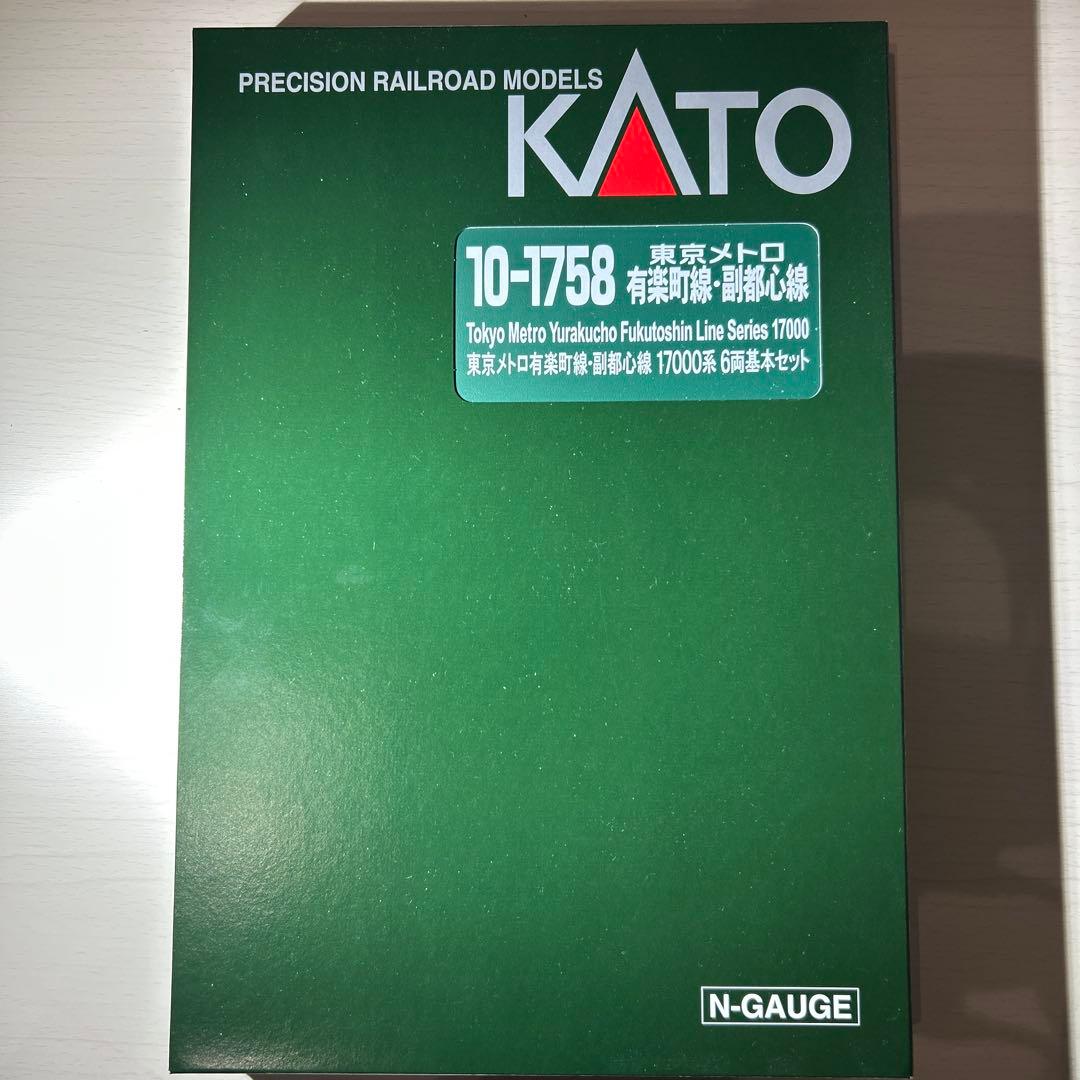 PRECISION RAILROAD MODELS
KATO
10-1758
東京メトロ
有楽町線・副都心線
Tokyo Metro Yurakucho Fukutoshin Line Series 17000
東京メトロ有楽町線・副都心線 17000系 6両基本セット
N-GAUGE